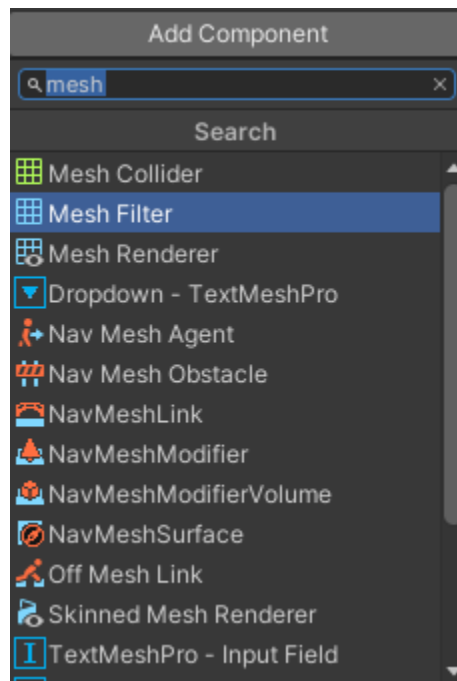 Add Component
mesh
Search
Mesh Collider
Mesh Filter
Mesh Renderer
Dropdown - TextMeshPro
Nav Mesh Agent
Nav Mesh Obstacle
NavMeshLink
NavMeshModifier
NavMeshModifierVolume
NavMeshSurface
Off Mesh Link
Skinned Mesh Renderer
TextMeshPro - Input Field